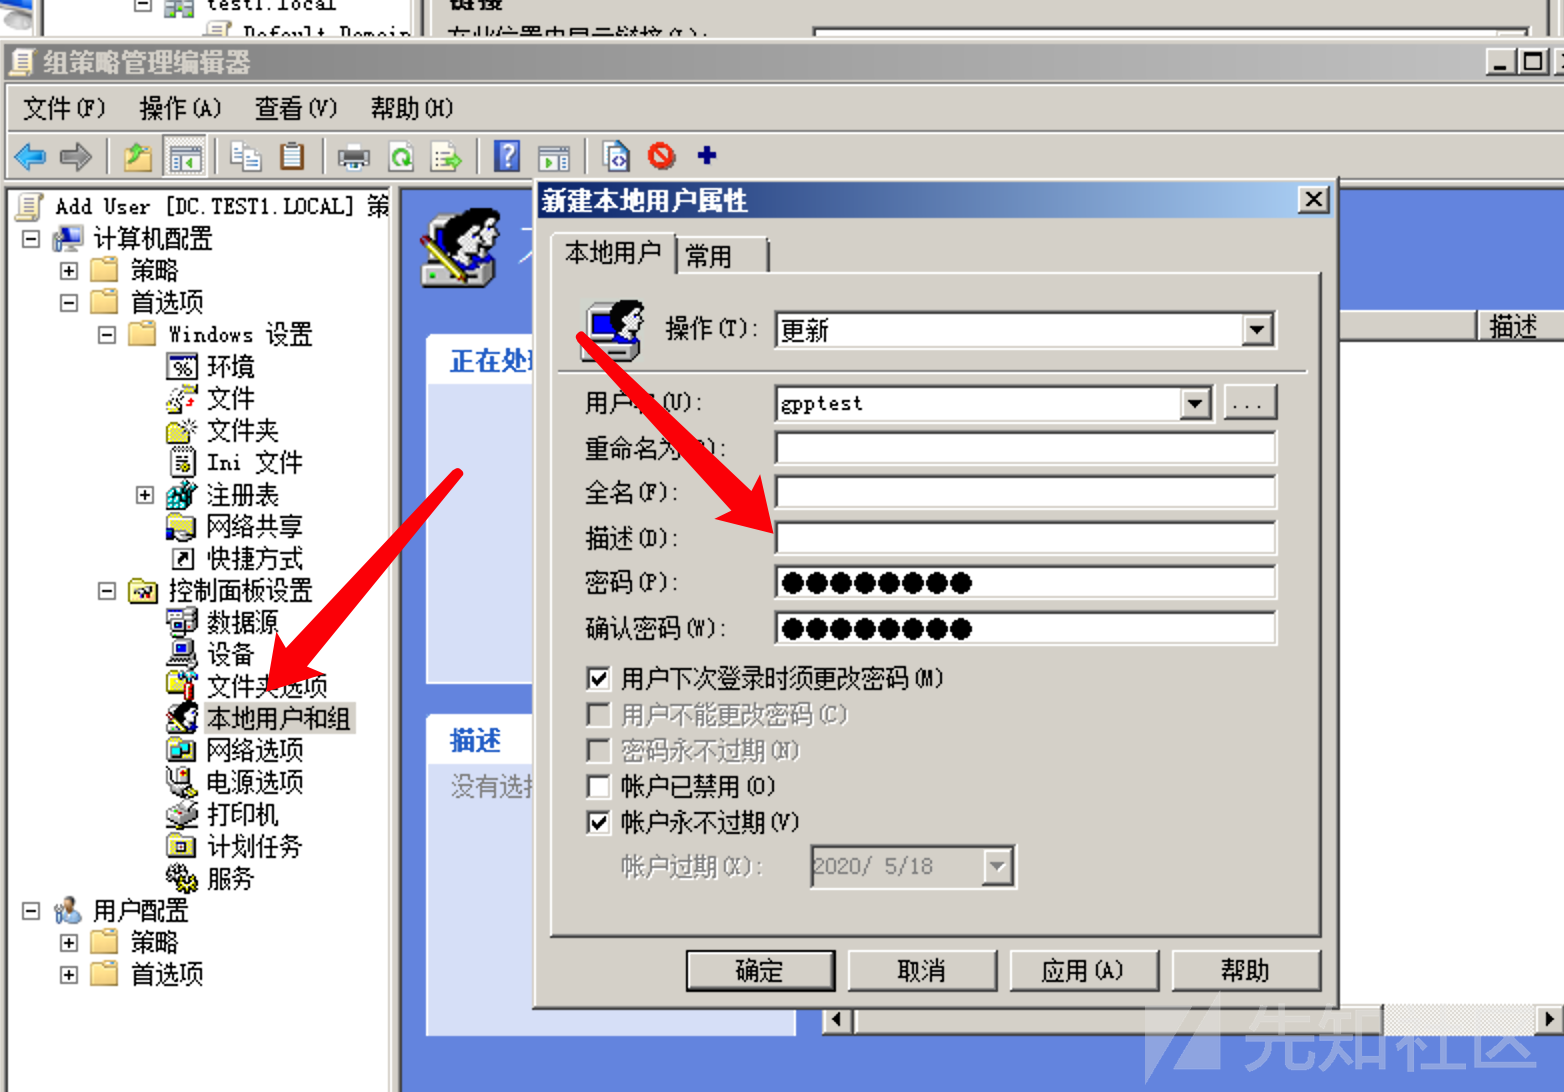 test1.local
Default Domain
链接
在此位置内显示链接(L):
组策略管理编辑器
文件(F) 操作(A) 查看(V) 帮助(H)
Add User [DC.TEST1.LOCAL] 策
计算机配置
策略
首选项
Windows 设置
环境
文件
文件夹
Ini 文件
注册表
网络共享
快捷方式
控制面板设置
数据源
设备
文件夹选项
本地用户和组
网络选项
电源选项
打印机
计划任务
服务
用户配置
策略
首选项
正在处理
描述
没有选择
描述
新建本地用户属性
本地用户 常用
操作(T): 更新
用户名(U): gpptest ...
重命名为(R):
全名(F):
描述(D):
密码(P): ●●●●●●●●
确认密码(W): ●●●●●●●●
用户下次登录时须更改密码(M)
用户不能更改密码(C)
密码永不过期(N)
帐户已禁用(O)
帐户永不过期(V)
帐户过期(X): 2020/ 5/18
确定 取消 应用(A) 帮助
先知社区